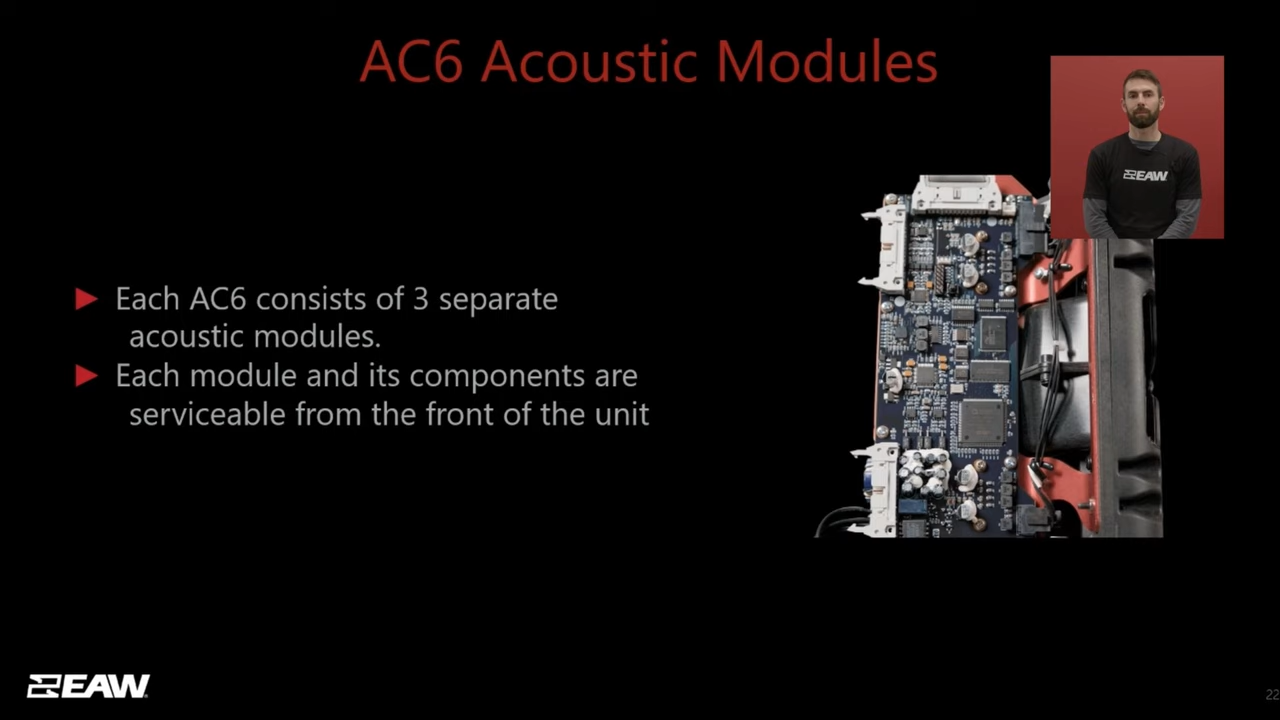 AC6 Acoustic Modules
EAW
Each AC6 consists of 3 separate
acoustic modules.
Each module and its components are
serviceable from the front of the unit
EAW
22